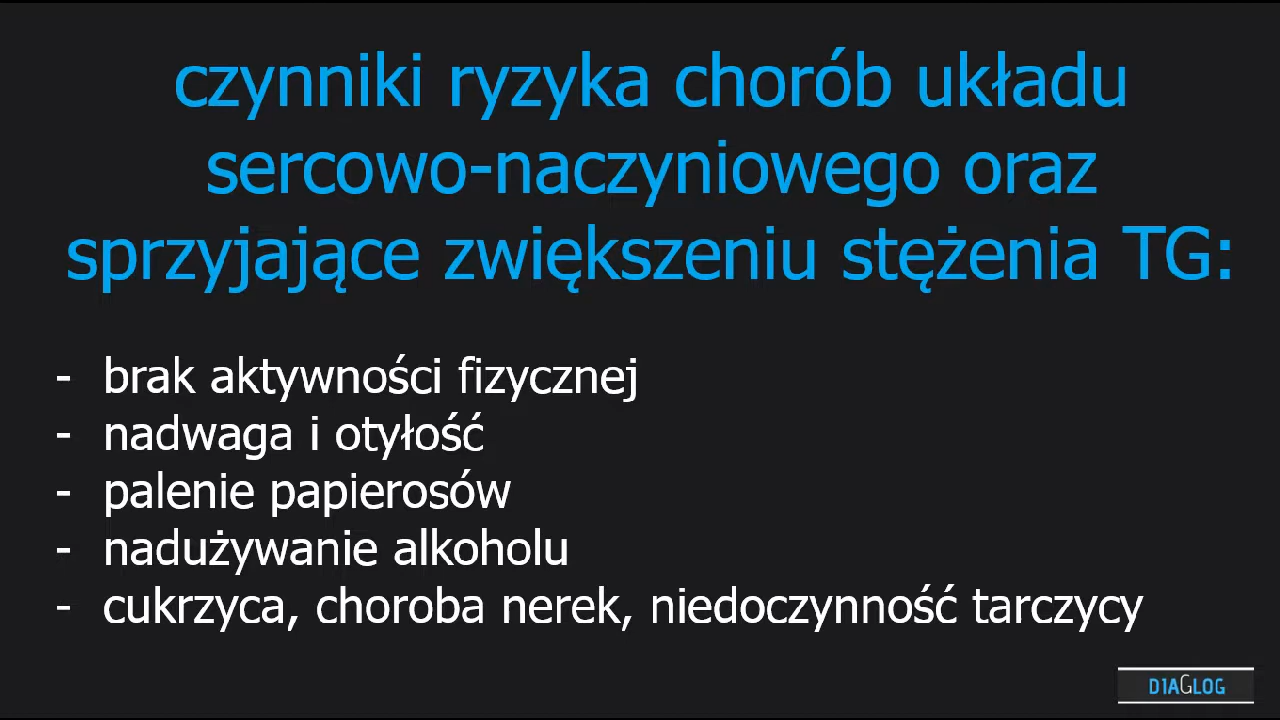 czynniki ryzyka chorób układu
sercowo-naczyniowego oraz
sprzyjające zwiększeniu stężenia TG:
- brak aktywności fizycznej
- nadwaga i otyłość
- palenie papierosów
- nadużywanie alkoholu
- cukrzyca, choroba nerek, niedoczynność tarczycy
DIAGLOG